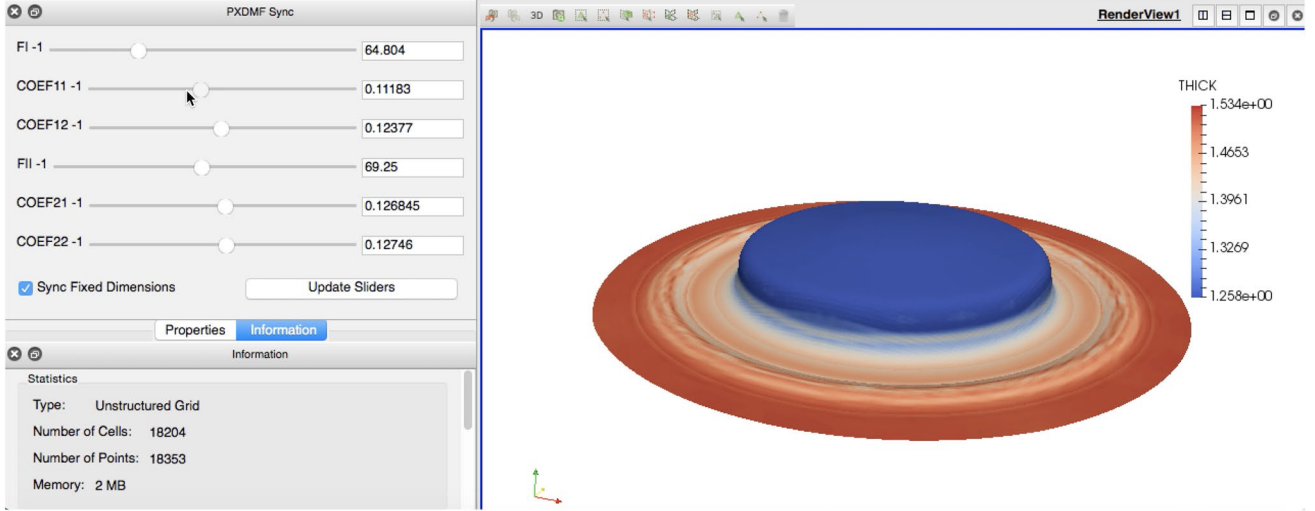 PXDMF Sync
FI -1 64.804
COEF11 -1 0.11183
COEF12 -1 0.12377
FII -1 69.25
COEF21 -1 0.126845
COEF22 -1 0.12746
Sync Fixed Dimensions Update Sliders
Properties Information
Information
Statistics
Type: Unstructured Grid
Number of Cells: 18204
Number of Points: 18353
Memory: 2 MB
3D RenderView1
THICK
1.534e+00
1.4653
1.3961
1.3269
1.258e+00